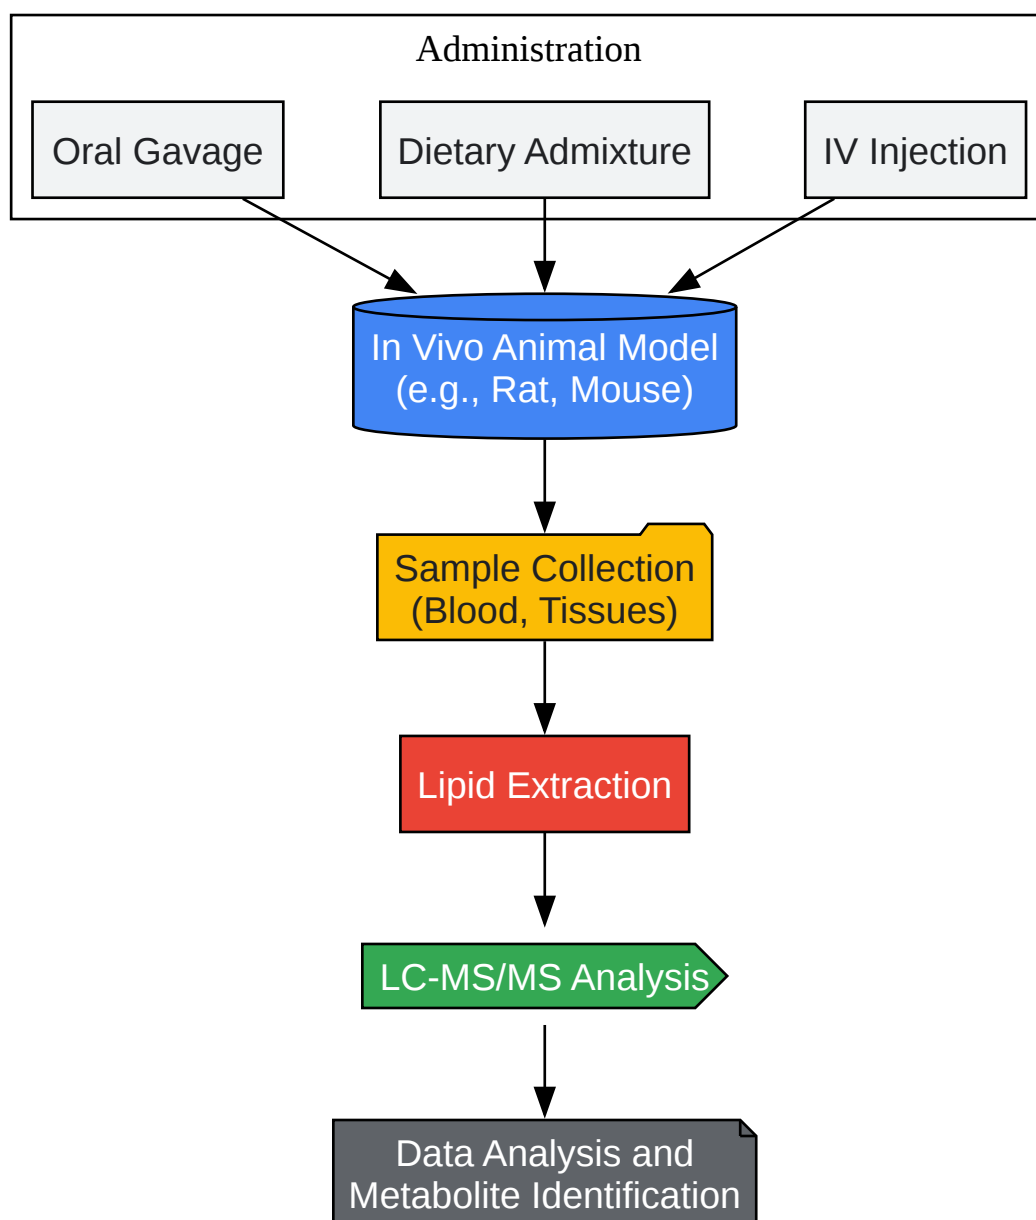 Administration
Oral Gavage
Dietary Admixture
IV Injection
In Vivo Animal Model
(e.g., Rat, Mouse)
Sample Collection
(Blood, Tissues)
Lipid Extraction
LC-MS/MS Analysis
Data Analysis and
Metabolite Identification